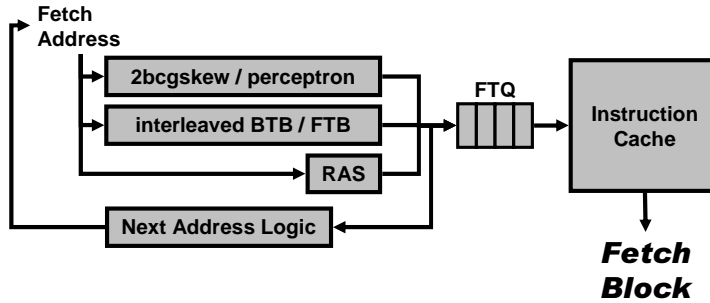 Fetch
Address
2bcgskew / perceptron
interleaved BTB / FTB
RAS
Next Address Logic
FTQ
Instruction
Cache
Fetch
Block